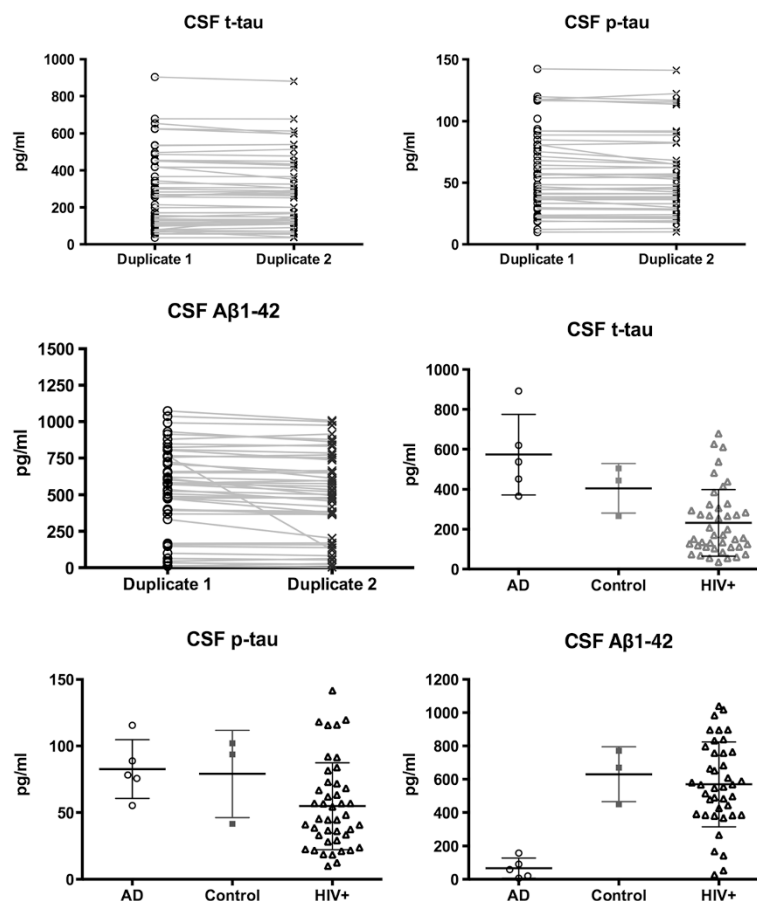 CSF t-tau
1000
800
600
400
200
0
pg/ml
Duplicate 1
Duplicate 2
CSF p-tau
150
100
50
0
pg/ml
Duplicate 1
Duplicate 2
CSF Aβ1-42
1500
1250
1000
750
500
250
0
pg/ml
Duplicate 1
Duplicate 2
CSF t-tau
1000
800
600
400
200
0
pg/ml
AD
Control
HIV+
CSF p-tau
150
100
50
0
pg/ml
AD
Control
HIV+
CSF Aβ1-42
1200
1000
800
600
400
200
0
pg/ml
AD
Control
HIV+